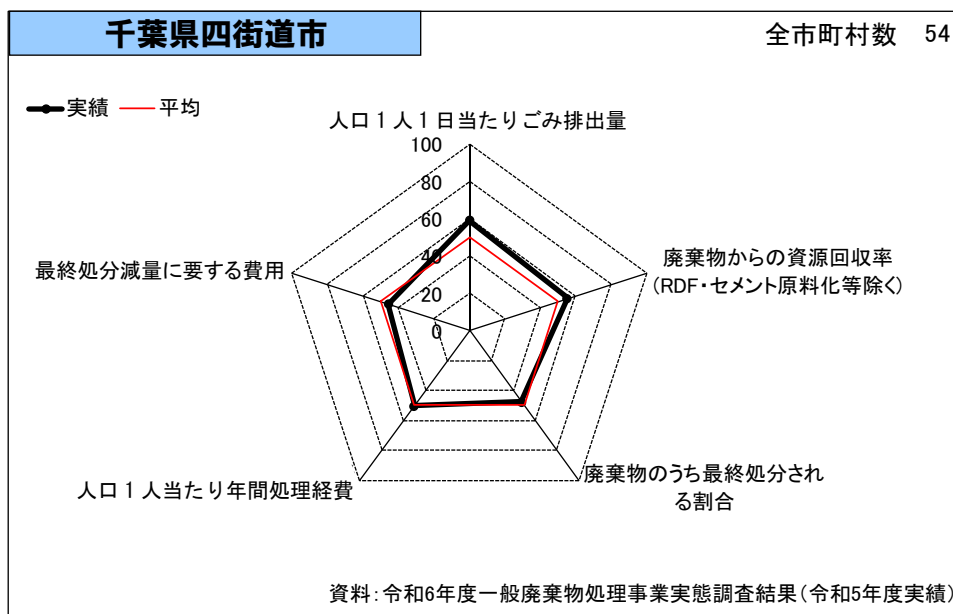 千葉県四街道市
全市町村数 54
実績 平均
人口1人1日当たりごみ排出量
100
80
60
40
20
0
廃棄物からの資源回収率
(RDF・セメント原料化等除く)
最終処分減量に要する費用
廃棄物のうち最終処分され
る割合
人口1人当たり年間処理経費
資料:令和6年度一般廃棄物処理事業実態調査結果(令和5年度実績)